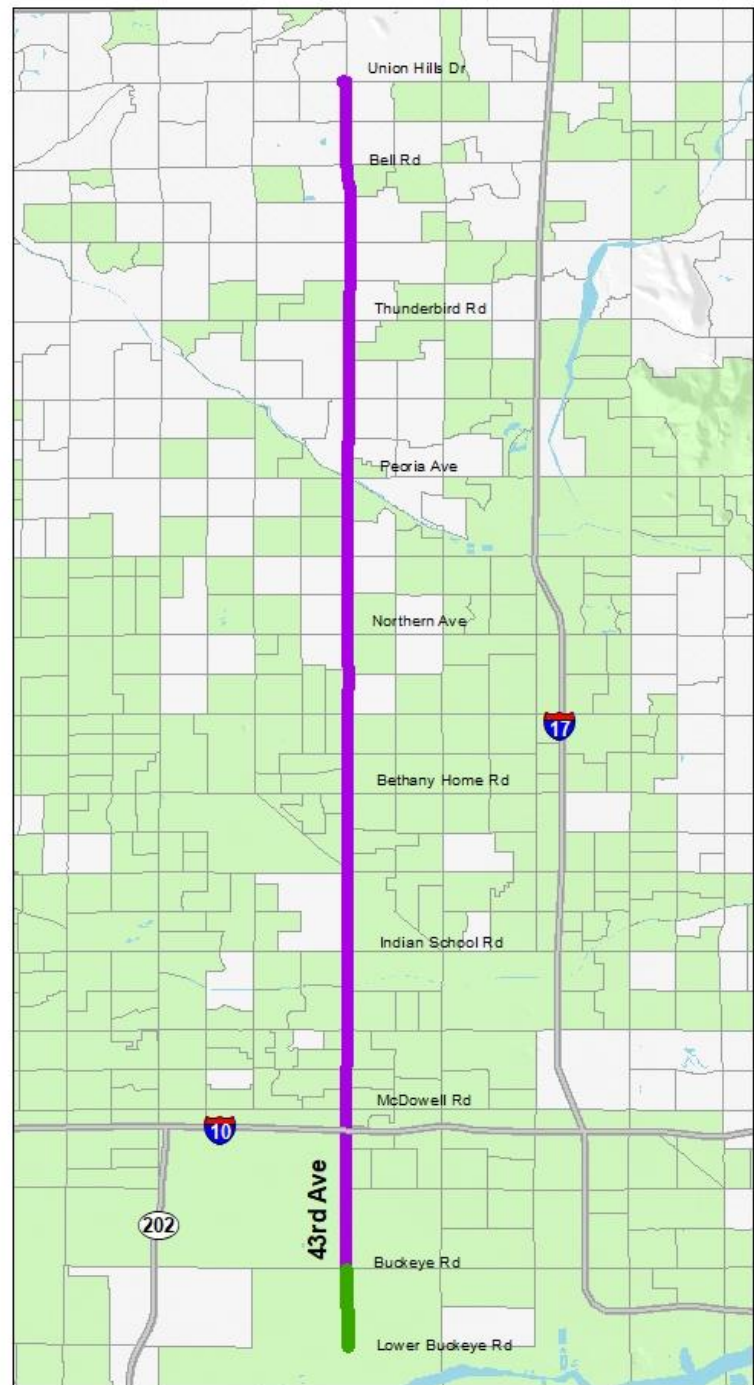 Union Hills Dr
Bell Rd
Thunderbird Rd
Peoria Ave
Northern Ave
17
Bethany Home Rd
Indian School Rd
McDowell Rd
10
43rd Ave
202
Buckeye Rd
Lower Buckeye Rd